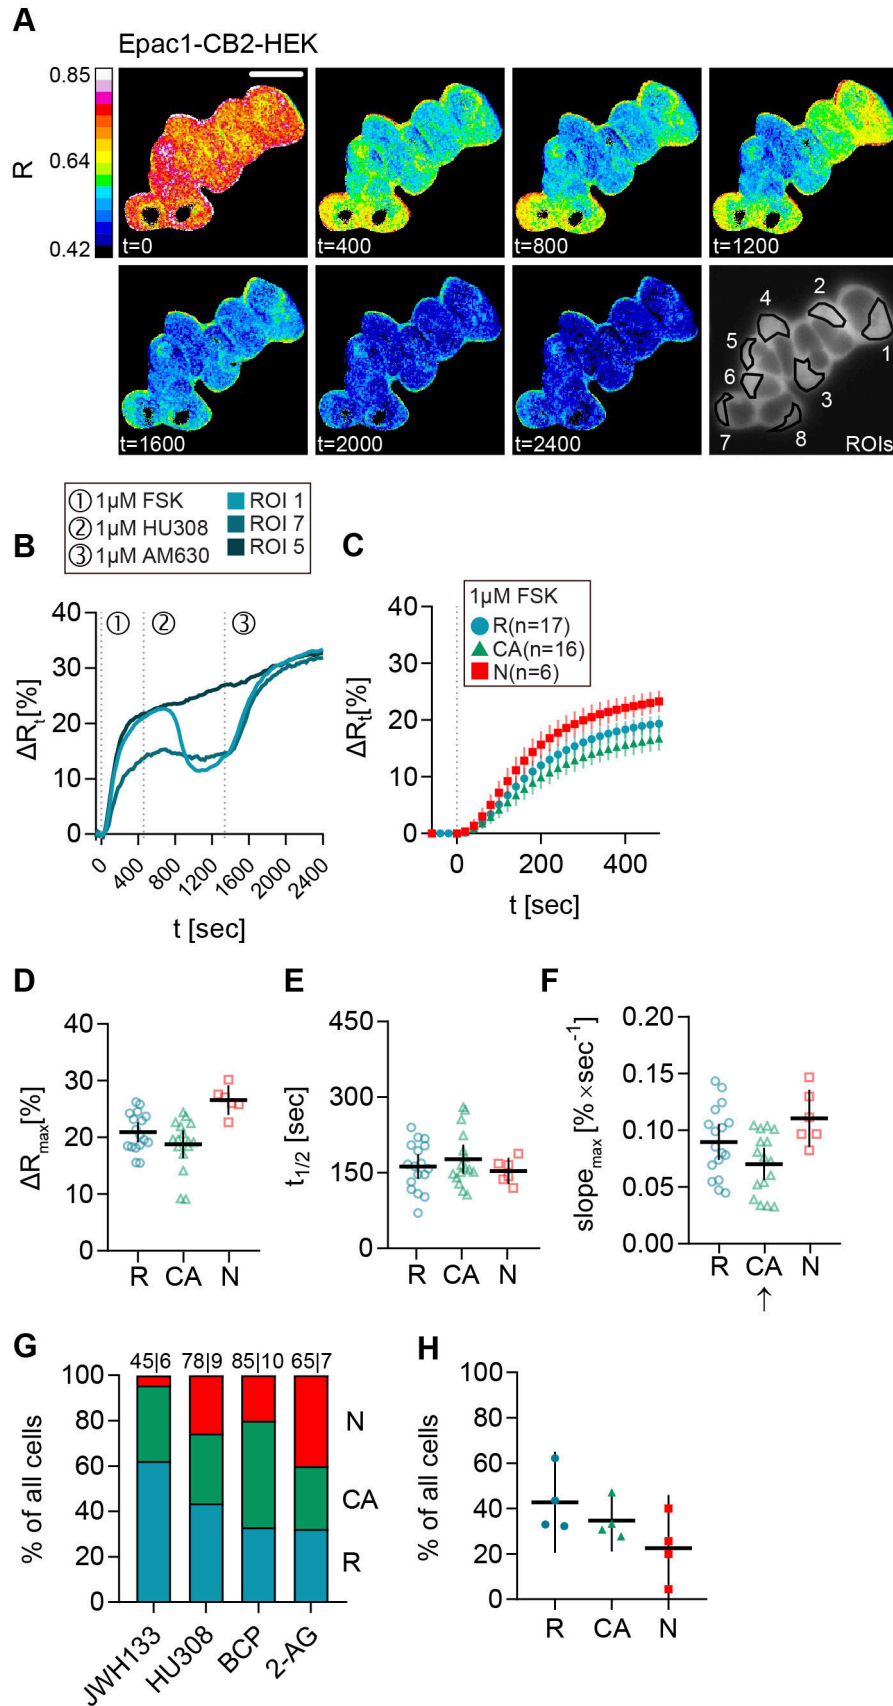 A
Epac1-CB2-HEK
R
0.85
0.64
0.42
t=0
t=400
t=800
t=1200
t=1600
t=2000
t=2400
1
2
3
4
5
6
7
8
ROIs
① 1µM FSK
② 1µM HU308
③ 1µM AM630
ROI 1
ROI 7
ROI 5
B
ΔRt[%]
40
30
20
10
0
① ② ③
0 400 800 1200 1600 2000 2400
t [sec]
C
1µM FSK
R(n=17)
CA(n=16)
N(n=6)
ΔRt[%]
40
30
20
10
0
0 200 400
t [sec]
D
ΔRmax[%]
40
30
20
10
0
R CA N
E
t1/2 [sec]
450
300
150
0
R CA N
F
slopemax [% ×sec-1]
0.20
0.15
0.10
0.05
0.00
R CA N
↑
G
45|6 78|9 85|10 65|7
% of all cells
100
80
60
40
20
0
N
CA
R
JWH133 HU308 BCP 2-AG
H
% of all cells
100
80
60
40
20
0
R CA N